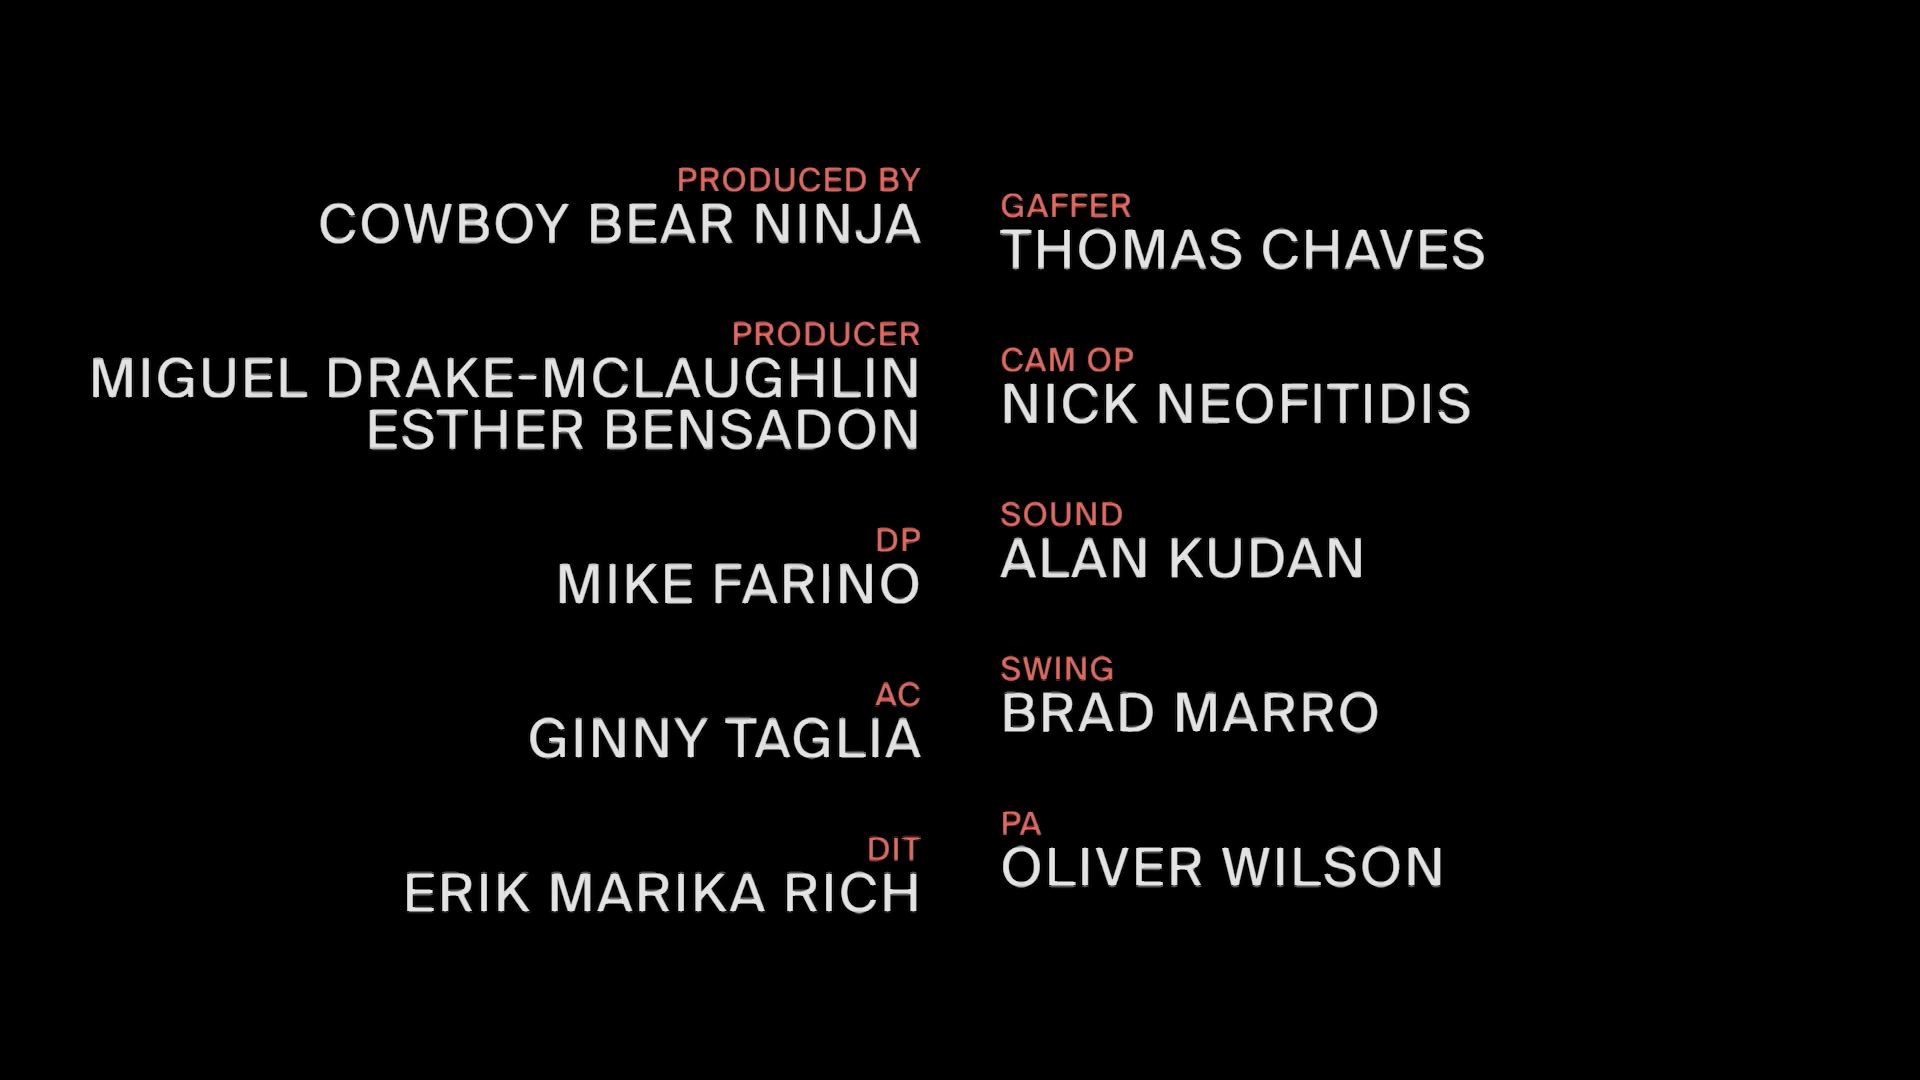 PRODUCED BY
COWBOY BEAR NINJA
PRODUCER
MIGUEL DRAKE-MCLAUGHLIN
ESTHER BENSADON
DP
MIKE FARINO
AC
GINNY TAGLIA
DIT
ERIK MARIKA RICH
GAFFER
THOMAS CHAVES
CAM OP
NICK NEOFITIDIS
SOUND
ALAN KUDAN
SWING
BRAD MARRO
PA
OLIVER WILSON